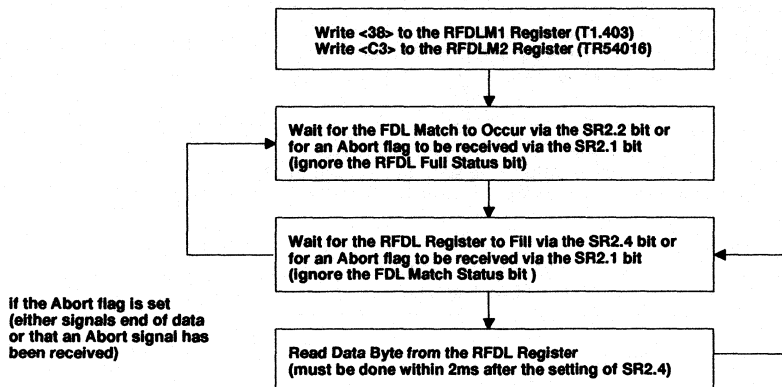 Write <38> to the RFDLM1 Register (T1.403)
Write <C3> to the RFDLM2 Register (TR54016)
Wait for the FDL Match to Occur via the SR2.2 bit or
for an Abort flag to be received via the SR2.1 bit
(ignore the RFDL Full Status bit)
Wait for the RFDL Register to Fill via the SR2.4 bit or
for an Abort flag to be received via the SR2.1 bit
(ignore the FDL Match Status bit )
if the Abort flag is set
(either signals end of data
or that an Abort signal has
been received)
Read Data Byte from the RFDL Register
(must be done within 2ms after the setting of SR2.4)